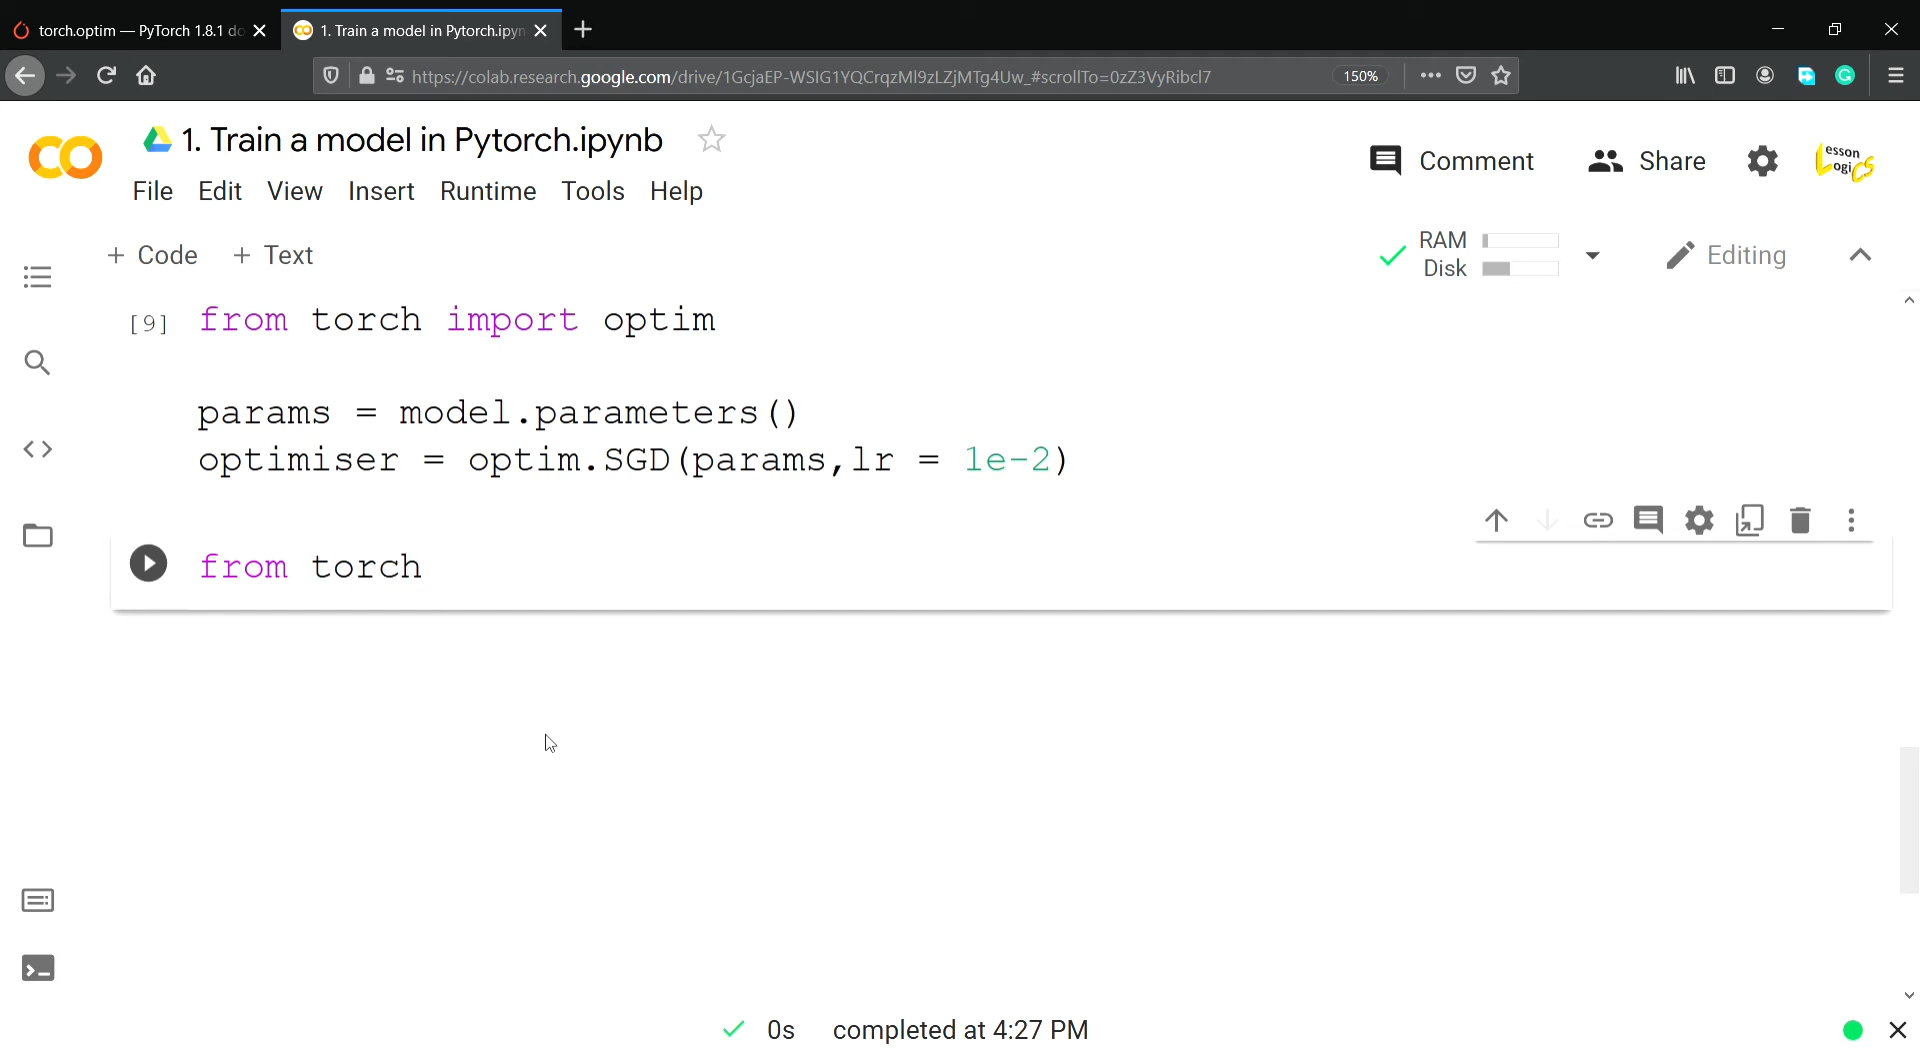 torch.optim — PyTorch 1.8.1 do
1. Train a model in Pytorch.ipyn
https://colab.research.google.com/drive/1GcjaEP-WSIG1YQCrqzMl9zLZjMTg4Uw_#scrollTo=0zZ3VyRibcl7
150%
1. Train a model in Pytorch.ipynb
Comment
Share
esson
Logi CS
File Edit View Insert Runtime Tools Help
+ Code + Text
RAM
Disk
Editing
[9] from torch import optim
params = model.parameters()
optimiser = optim.SGD(params,lr = 1e-2)
from torch
0s completed at 4:27 PM